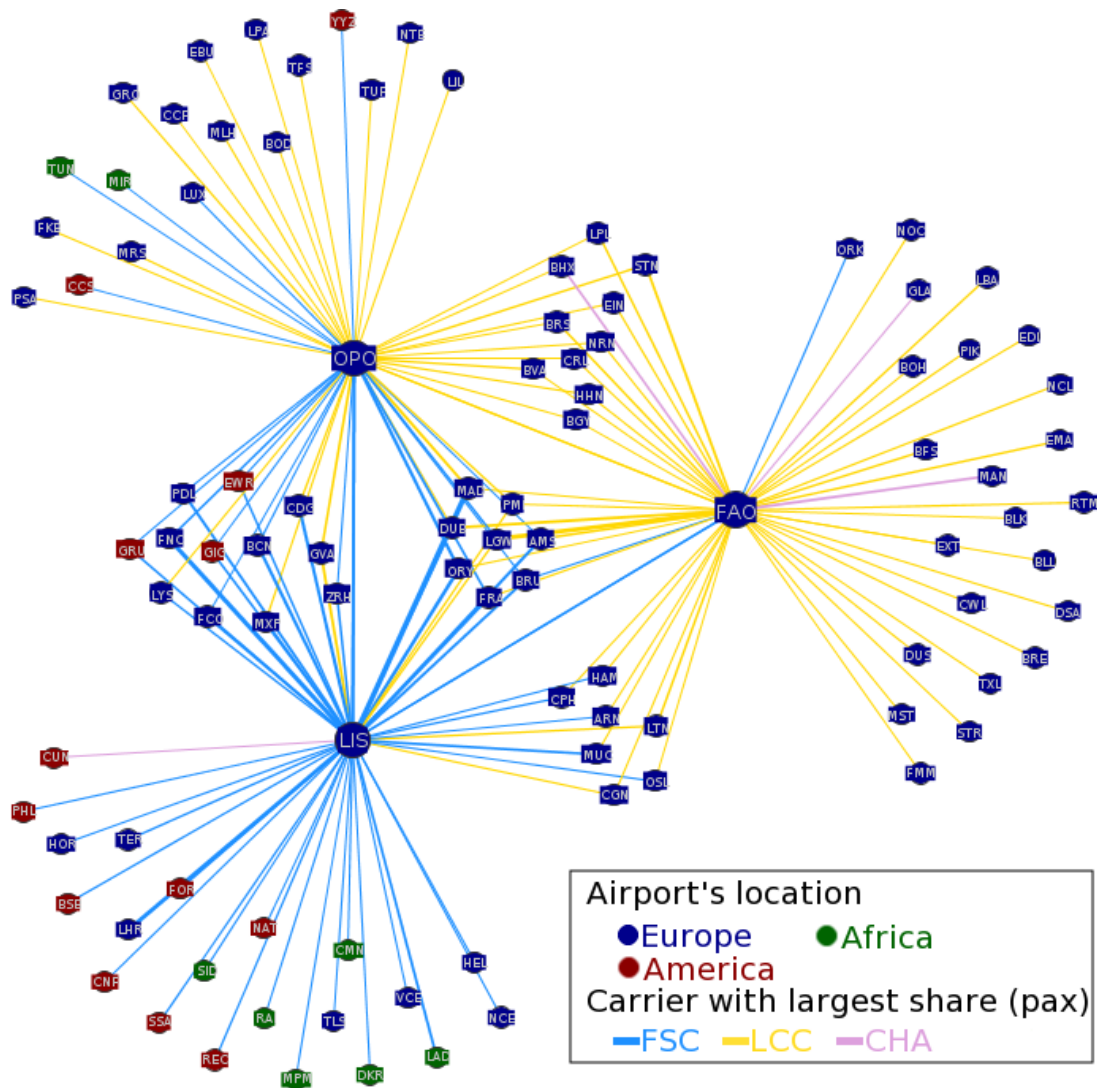 YYZ
LPA
NTE
EBU
TFS
LIL
TUF
GRO
CCF
MLH
BOD
TUN
MIR
LUX
FKB
MRS
CCS
PSA
OPO
LPL
BHX
STN
EIN
BRS
NRN
CRL
BVA
HHN
BGY
ORK
NOC
GLA
LBA
EDI
PIK
BOH
NCL
EMA
BFS
MAN
RTM
BLK
FAO
EXT
BLL
CWL
DSA
DUS
BRE
TXL
MST
STR
FMM
EWR
PDL
CDG
MAD
PMI
DUB
LGW
AMS
FNC
GRU
GIG
BCN
GVA
ORY
BRU
LYS
ZRH
FRA
FCO
MXP
HAM
CPH
ARN
LTN
MUC
OSL
CGN
LIS
CUN
PHL
HOR
TER
BSB
FOR
LHR
NAT
CNF
SID
CMN
HEL
VCE
NCE
SSA
RAI
TLS
REC
LAD
MPM
DKR
Airport's location
Europe Africa
America
Carrier with largest share (pax)
FSC LCC CHA